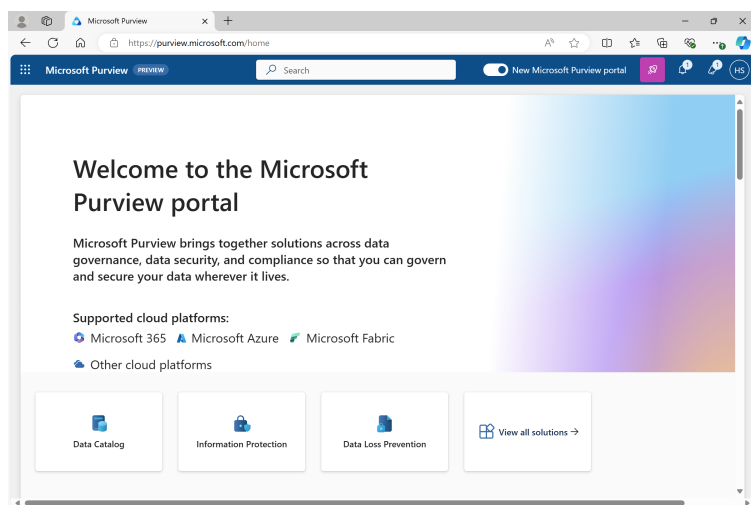 Microsoft Purview
https://purview.microsoft.com/home
Microsoft Purview PREVIEW
Search
New Microsoft Purview portal
1
1
HS
Welcome to the Microsoft
Purview portal
Microsoft Purview brings together solutions across data
governance, data security, and compliance so that you can govern
and secure your data wherever it lives.
Supported cloud platforms:
Microsoft 365 Microsoft Azure Microsoft Fabric
Other cloud platforms
Data Catalog
Information Protection
Data Loss Prevention
View all solutions →